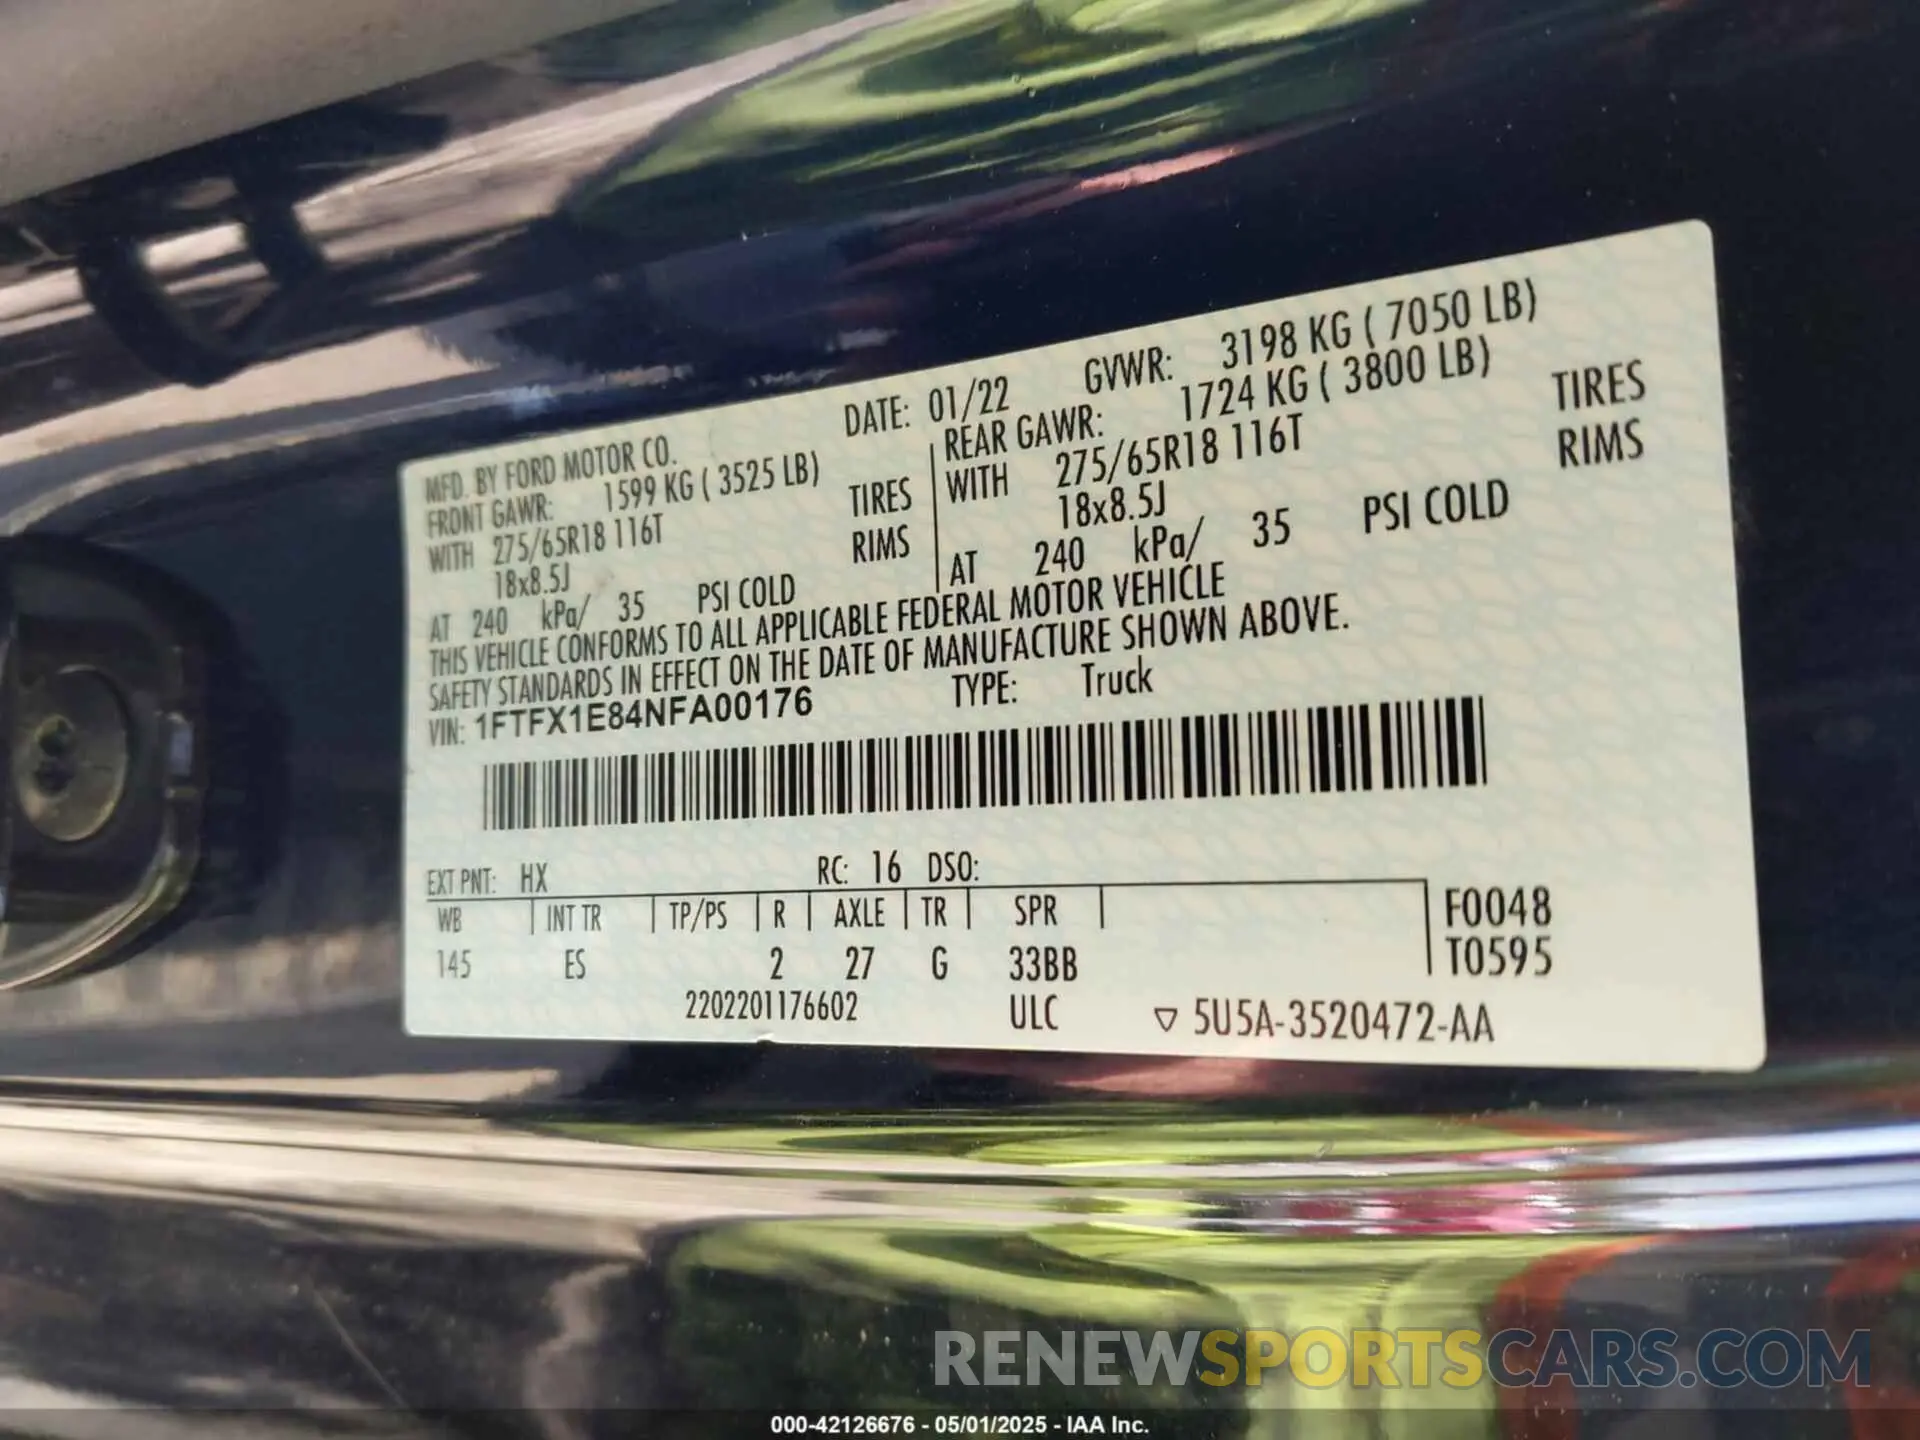 MFD. BY FORD MOTOR CO. DATE: 01/22 GVWR: 3198 KG ( 7050 LB)
FRONT GAWR: 1599 KG ( 3525 LB) REAR GAWR: 1724 KG ( 3800 LB)
WITH 275/65R18 116T TIRES WITH 275/65R18 116T TIRES
18x8.5J RIMS 18x8.5J RIMS
AT 240 kPa/ 35 PSI COLD AT 240 kPa/ 35 PSI COLD
THIS VEHICLE CONFORMS TO ALL APPLICABLE FEDERAL MOTOR VEHICLE
SAFETY STANDARDS IN EFFECT ON THE DATE OF MANUFACTURE SHOWN ABOVE.
VIN: 1FTFX1E84NFA00176 TYPE: Truck
EXT PNT: HX RC: 16 DSO:
WB INT TR TP/PS R AXLE TR SPR F0048
145 ES 2 27 G 33BB T0595
2202201176602 ULC ▽ 5U5A-3520472-AA
RENEWSPORTSCARS.COM
000-42126676 - 05/01/2025 - IAA Inc.